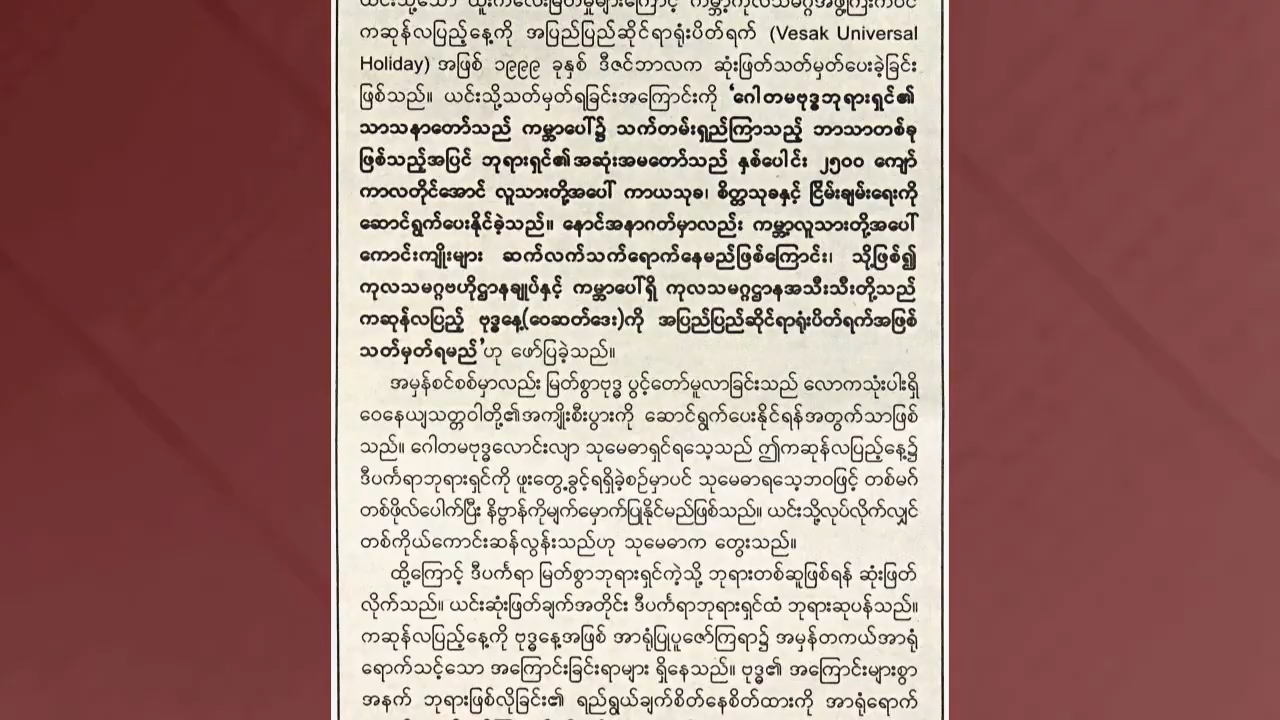 ယင်းသို့သော ထူးကဲလေးမြတ်မှုများကြောင့် ကမ္ဘာ့ကုလသမဂ္ဂအဖွဲ့ကြီးကပင်
ကဆုန်လပြည့်နေ့ကို အပြည်ပြည်ဆိုင်ရာရုံးပိတ်ရက် (Vesak Universal
Holiday) အဖြစ် ၁၉၉၉ ခုနှစ် ဒီဇင်ဘာလက ဆုံးဖြတ်သတ်မှတ်ပေးခဲ့ခြင်း
ဖြစ်သည်။ ယင်းသို့သတ်မှတ်ရခြင်းအကြောင်းကို ‘ဂေါတမဗုဒ္ဓဘုရားရှင်၏
သာသနာတော်သည် ကမ္ဘာပေါ်၌ သက်တမ်းရှည်ကြာသည့် ဘာသာတစ်ခု
ဖြစ်သည့်အပြင် ဘုရားရှင်၏အဆုံးအမတော်သည် နှစ်ပေါင်း ၂၅၀၀ ကျော်
ကာလတိုင်အောင် လူသားတို့အပေါ် ကာယသုခ၊ စိတ္တသုခနှင့် ငြိမ်းချမ်းရေးကို
ဆောင်ရွက်ပေးနိုင်ခဲ့သည်။ နောင်အနာဂတ်မှာလည်း ကမ္ဘာ့လူသားတို့အပေါ်
ကောင်းကျိုးများ ဆက်လက်သက်ရောက်နေမည်ဖြစ်ကြောင်း၊ သို့ဖြစ်၍
ကုလသမဂ္ဂဗဟိုဌာနချုပ်နှင့် ကမ္ဘာပေါ်ရှိ ကုလသမဂ္ဂဌာနအသီးသီးတို့သည်
ကဆုန်လပြည့် ဗုဒ္ဓနေ့(ဝေဆတ်ဒေး)ကို အပြည်ပြည်ဆိုင်ရာရုံးပိတ်ရက်အဖြစ်
သတ်မှတ်ရမည်’ဟု ဖော်ပြခဲ့သည်။
အမှန်စင်စစ်မှာလည်း မြတ်စွာဗုဒ္ဓ ပွင့်တော်မူလာခြင်းသည် လောကသုံးပါးရှိ
ဝေနေယျသတ္တဝါတို့၏အကျိုးစီးပွားကို ဆောင်ရွက်ပေးနိုင်ရန်အတွက်သာဖြစ်
သည်။ ဂေါတမဗုဒ္ဓလောင်းလျာ သုမေဓာရှင်ရသေ့သည် ဤကဆုန်လပြည့်နေ့၌
ဒီပင်္ကရာဘုရားရှင်ကို ဖူးတွေ့ခွင့်ရရှိခဲ့စဉ်မှာပင် သုမေဓာရသေ့ဘဝဖြင့် တစ်မဂ်
တစ်ဖိုလ်ပေါက်ပြီး နိဗ္ဗာန်ကိုမျက်မှောက်ပြုနိုင်မည်ဖြစ်သည်။ ယင်းသို့လုပ်လိုက်လျှင်
တစ်ကိုယ်ကောင်းဆန်လွန်းသည်ဟု သုမေဓာက တွေးသည်။
ထို့ကြောင့် ဒီပင်္ကရာ မြတ်စွာဘုရားရှင်ကဲ့သို့ ဘုရားတစ်ဆူဖြစ်ရန် ဆုံးဖြတ်
လိုက်သည်။ ယင်းဆုံးဖြတ်ချက်အတိုင်း ဒီပင်္ကရာဘုရားရှင်ထံ ဘုရားဆုပန်သည်။
ကဆုန်လပြည့်နေ့ကို ဗုဒ္ဓနေ့အဖြစ် အာရုံပြုပူဇော်ကြရာ၌ အမှန်တကယ်အာရုံ
ရောက်သင့်သော အကြောင်းခြင်းရာများ ရှိနေသည်။ ဗုဒ္ဓ၏ အကြောင်းများစွာ
အနက် ဘုရားဖြစ်လိုခြင်း၏ ရည်ရွယ်ချက်စိတ်နေစိတ်ထားကို အာရုံရောက်